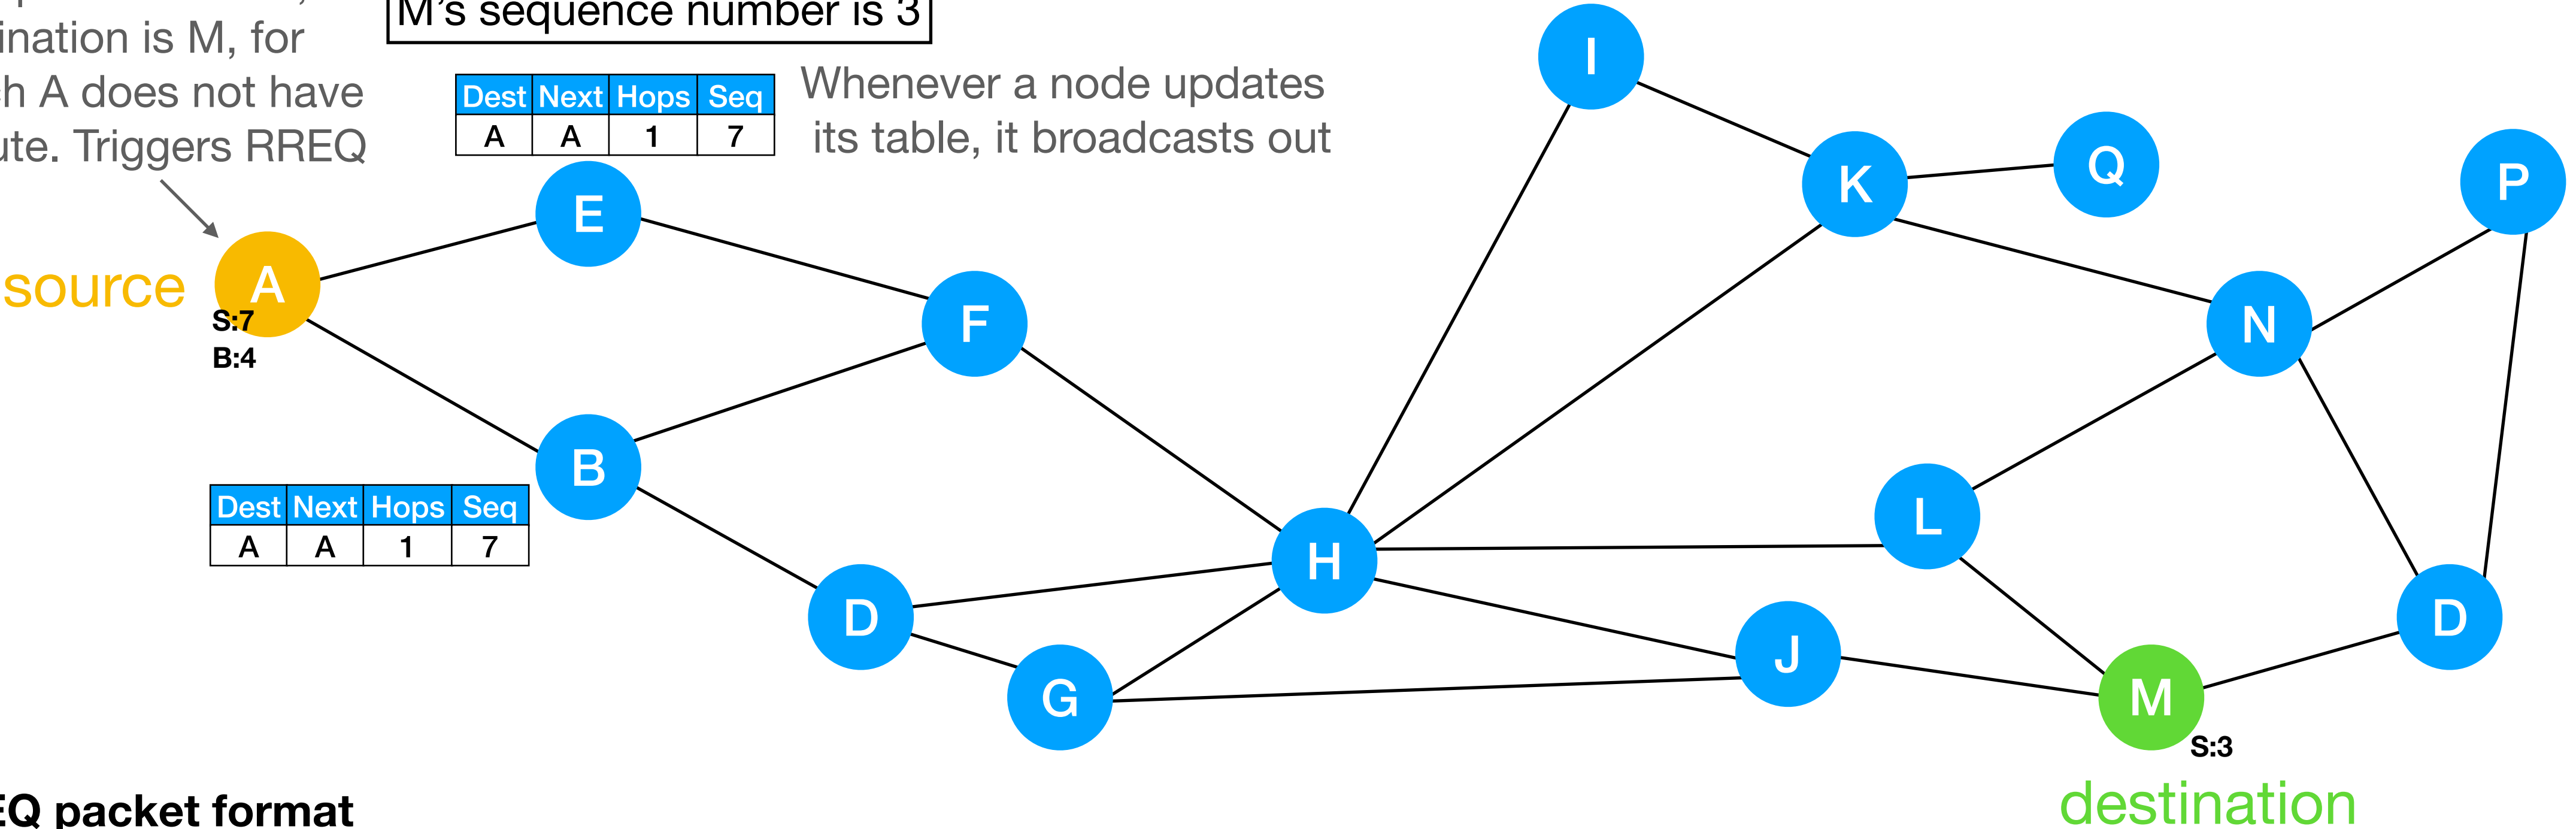 ination is M, for
h A does not have
ute. Triggers RREQ
M's sequence number is 3
Dest Next Hops Seq
A A 1 7
Whenever a node updates
its table, it broadcasts out
source
A
S:7
B:4
E
F
B
Dest Next Hops Seq
A A 1 7
D
G
H
I
K
Q
P
N
L
J
D
M
S:3
destination
EQ packet format